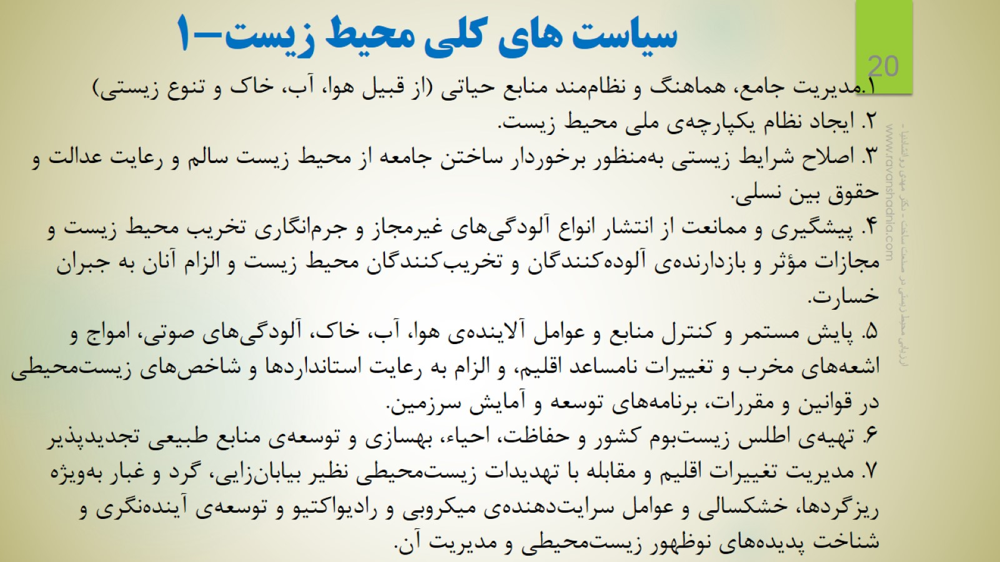 سیاست های کلی محیط زیست-۱
20
۱.مدیریت جامع، هماهنگ و نظام‌مند منابع حیاتی (از قبیل هوا، آب، خاک و تنوع زیستی)
۲. ایجاد نظام یکپارچه‌ی ملی محیط زیست.
۳. اصلاح شرایط زیستی به‌منظور برخوردار ساختن جامعه از محیط زیست سالم و رعایت عدالت و
حقوق بین نسلی.
۴. پیشگیری و ممانعت از انتشار انواع آلودگی‌های غیرمجاز و جرم‌انگاری تخریب محیط زیست و
مجازات مؤثر و بازدارنده‌ی آلوده‌کنندگان و تخریب‌کنندگان محیط زیست و الزام آنان به جبران
خسارت.
۵. پایش مستمر و کنترل منابع و عوامل آلاینده‌ی هوا، آب، خاک، آلودگی‌های صوتی، امواج و
اشعه‌های مخرب و تغییرات نامساعد اقلیم، و الزام به رعایت استانداردها و شاخص‌های زیست‌محیطی
در قوانین و مقررات، برنامه‌های توسعه و آمایش سرزمین.
۶. تهیه‌ی اطلس زیست‌بوم کشور و حفاظت، احیاء، بهسازی و توسعه‌ی منابع طبیعی تجدیدپذیر
۷. مدیریت تغییرات اقلیم و مقابله با تهدیدات زیست‌محیطی نظیر بیابان‌زایی، گرد و غبار به‌ویژه
ریزگردها، خشکسالی و عوامل سرایت‌دهنده‌ی میکروبی و رادیواکتیو و توسعه‌ی آینده‌نگری و
شناخت پدیده‌های نوظهور زیست‌محیطی و مدیریت آن.
ارزیابی محیط زیستی در صنعت ساخت - دکتر مهدی روانشادنیا -
www.ravanshadnia.com